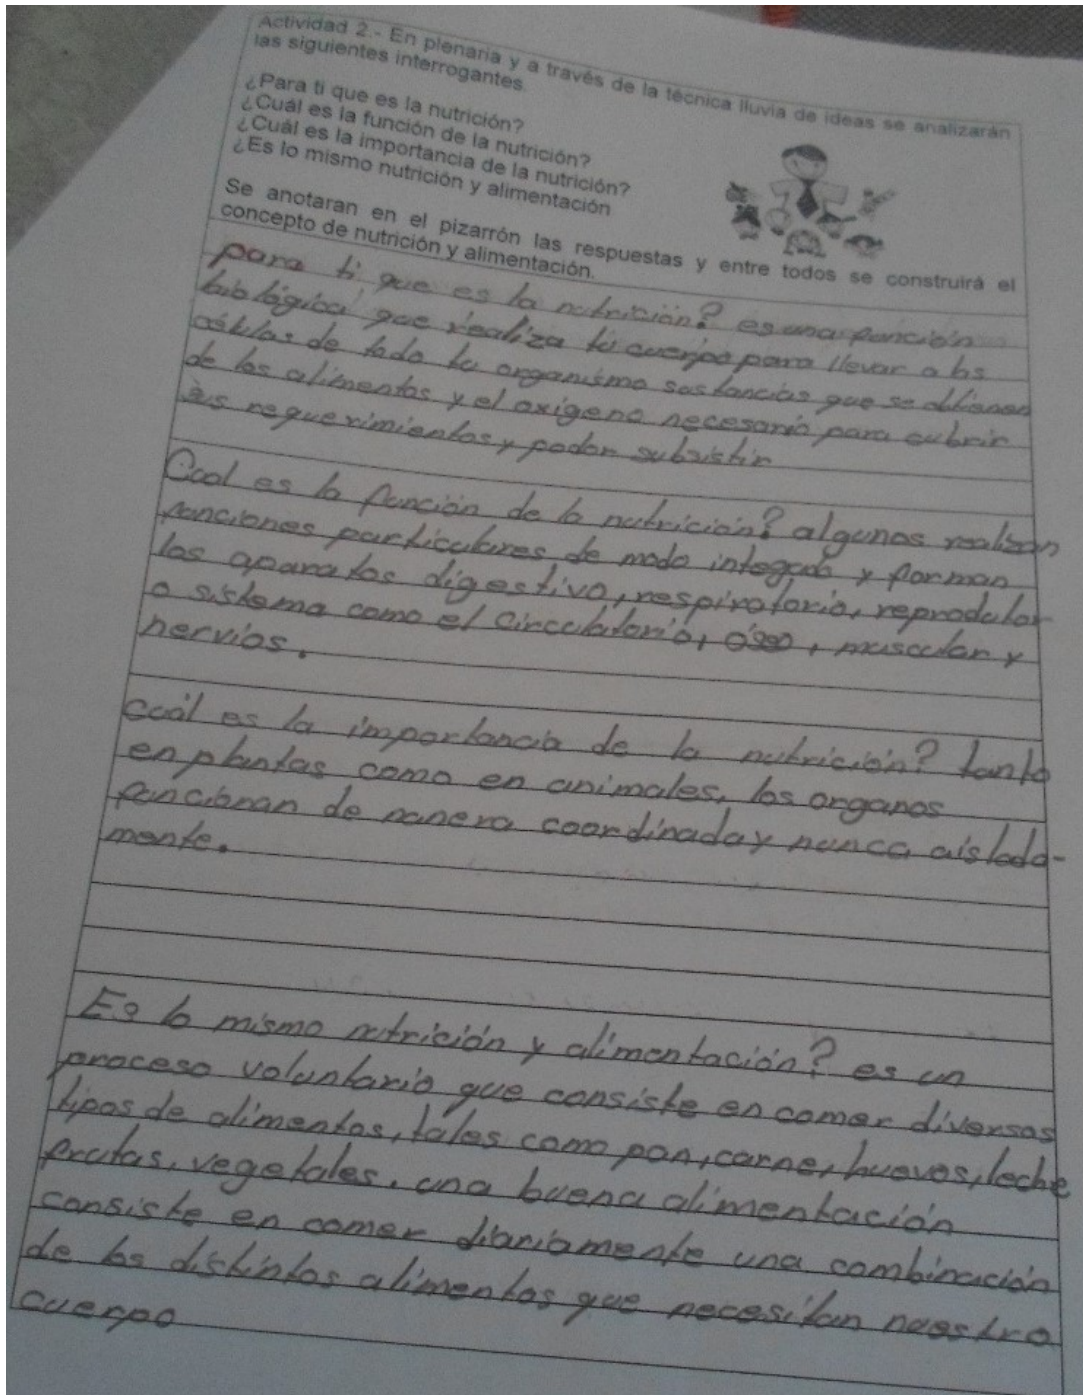 Actividad 2.- En plenaria y a través de la técnica lluvia de ideas se analizarán
las siguientes interrogantes.
¿Para ti que es la nutrición?
¿Cuál es la función de la nutrición?
¿Cuál es la importancia de la nutrición?
¿Es lo mismo nutrición y alimentación
Se anotaran en el pizarrón las respuestas y entre todos se construirá el
concepto de nutrición y alimentación.
para ti que es la nutrición? es una función
biológica que realiza tú cuerpo para llevar a las
células de todo tu organismo sustancias que se obtienen
de los alimentos y el oxígeno necesario para cubrir
sus requerimientos y poder subsistir
Cual es la función de la nutrición? algunos realizan
funciones particulares de modo integrado y forman
los aparatos digestivo, respiratorio, reproductor
o sistema como el circulatorio, óseo, muscular y
nervios.
cuál es la importancia de la nutrición? tanto
en plantas como en animales, los organos
funcionan de manera coordinada y nunca aislada-
mente.
Es lo mismo nutrición y alimentación? es un
proceso voluntario que consiste en comer diversos
tipos de alimentos, tales como pan, carne, huevos, leche
frutas, vegetales. una buena alimentación
consiste en comer diariamente una combinación
de los distintos alimentos que necesitan nuestro
cuerpo